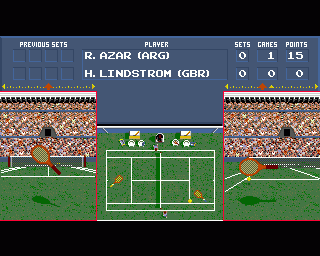 PREVIOUS SETS PLAYER SETS GAMES POINTS
R. AZAR (ARG) 0 1 15
H. LINDSTROM (GBR) 0 0 0